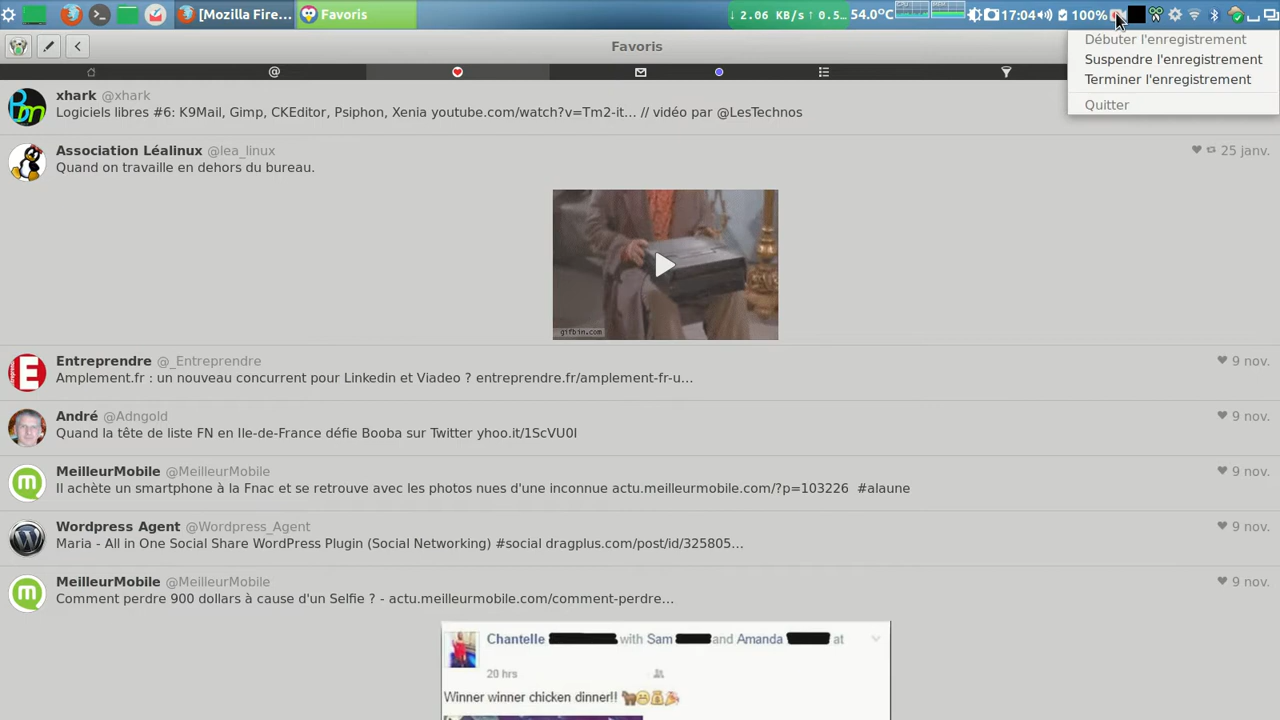 [Mozilla Fire...
Favoris
↓ 2.06 KB/s ↑ 0.5...
54.0°C
17:04
100%
Favoris
Débuter l'enregistrement
Suspendre l'enregistrement
Terminer l'enregistrement
Quitter
@
xhark @xhark
Logiciels libres #6: K9Mail, Gimp, CKEditor, Psiphon, Xenia youtube.com/watch?v=Tm2-it... // vidéo par @LesTechnos
Association Léalinux @lea_linux
25 janv.
Quand on travaille en dehors du bureau.
gifbin.com
Entreprendre @_Entreprendre
9 nov.
Amplement.fr : un nouveau concurrent pour Linkedin et Viadeo ? entreprendre.fr/amplement-fr-u...
André @Adngold
9 nov.
Quand la tête de liste FN en Ile-de-France défie Booba sur Twitter yhoo.it/1ScVU0I
MeilleurMobile @MeilleurMobile
9 nov.
Il achète un smartphone à la Fnac et se retrouve avec les photos nues d'une inconnue actu.meilleurmobile.com/?p=103226 #alaune
Wordpress Agent @Wordpress_Agent
9 nov.
Maria - All in One Social Share WordPress Plugin (Social Networking) #social dragplus.com/post/id/325805...
MeilleurMobile @MeilleurMobile
9 nov.
Comment perdre 900 dollars à cause d'un Selfie ? - actu.meilleurmobile.com/comment-perdre...
Chantelle with Sam and Amanda at
20 hrs
Winner winner chicken dinner!!